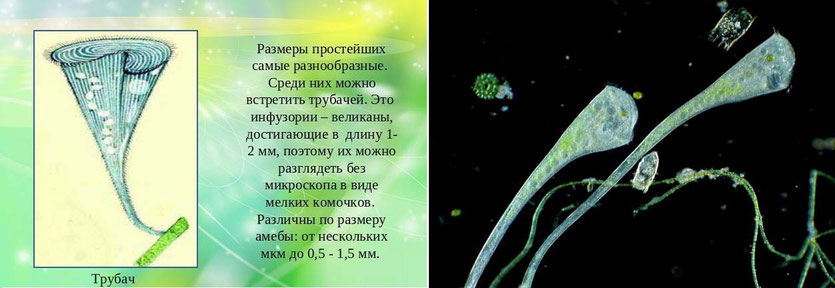 Размеры простейших
самые разнообразные.
Среди них можно
встретить трубачей. Это
инфузории – великаны,
достигающие в длину 1-
2 мм, поэтому их можно
разглядеть без
микроскопа в виде
мелких комочков.
Различны по размеру
амебы: от нескольких
мкм до 0,5 - 1,5 мм.
Трубач